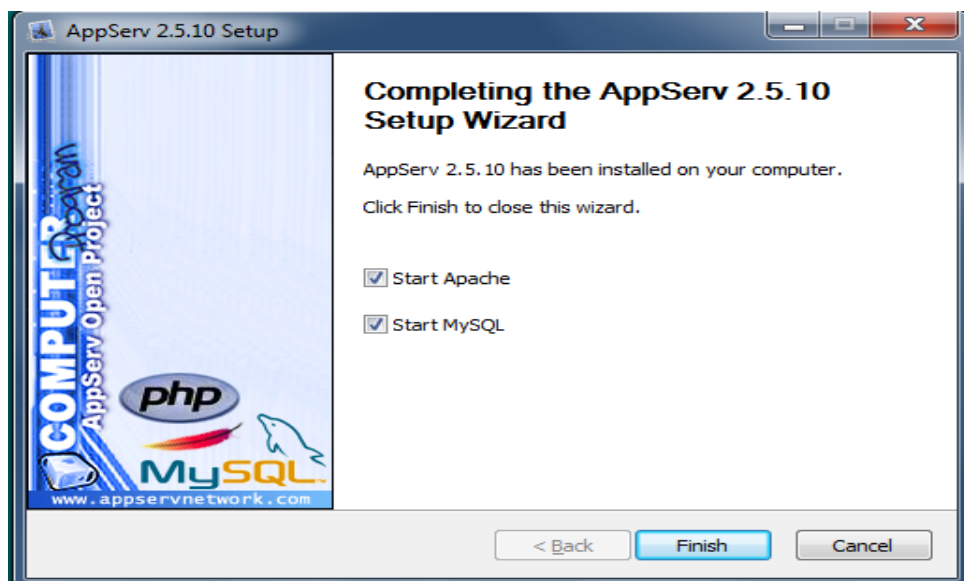 AppServ 2.5.10 Setup
Completing the AppServ 2.5.10
Setup Wizard
AppServ 2.5.10 has been installed on your computer.
Click Finish to close this wizard.
Start Apache
Start MySQL
COMPUTER
Program
AppServ Open Project
php
MySQL
www.appservnetwork.com
< Back
Finish
Cancel